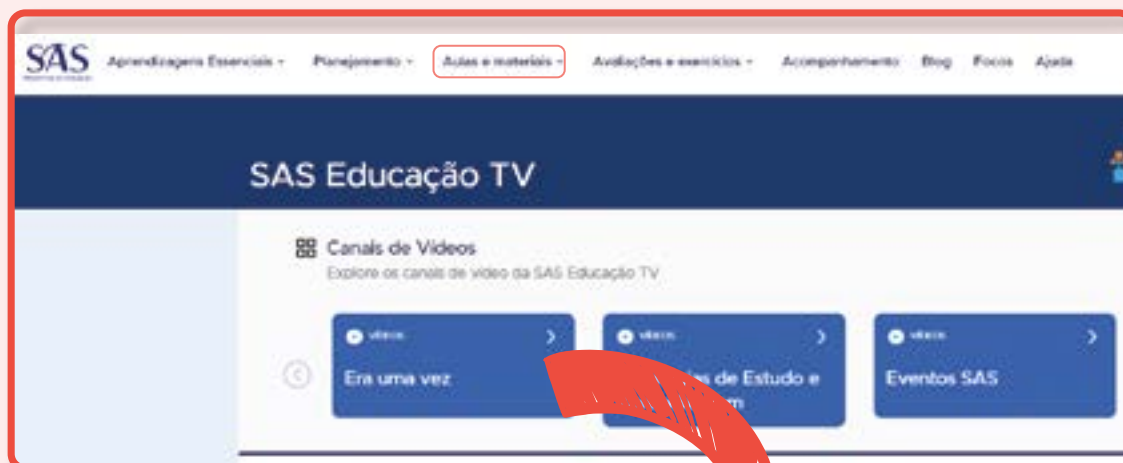 SAS Aprendizagens Essenciais Planejamento Aulas e materiais Avaliações e exercícios Acompanhamento Blog Focos Ajuda
SAS Educação TV
Canais de Vídeos
Explore os canais de vídeo da SAS Educação TV
Era uma vez
de Estudo e
Eventos SAS